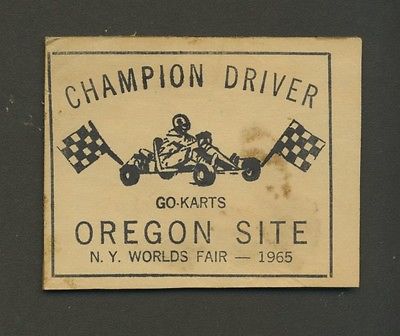 CHAMPION DRIVER
GO-KARTS
OREGON SITE
N. Y. WORLDS FAIR — 1965